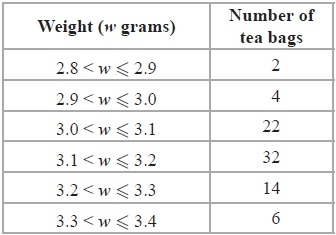 Weight (w grams) Number of
tea bags
2.8 < w ⩽ 2.9 2
2.9 < w ⩽ 3.0 4
3.0 < w ⩽ 3.1 22
3.1 < w ⩽ 3.2 32
3.2 < w ⩽ 3.3 14
3.3 < w ⩽ 3.4 6